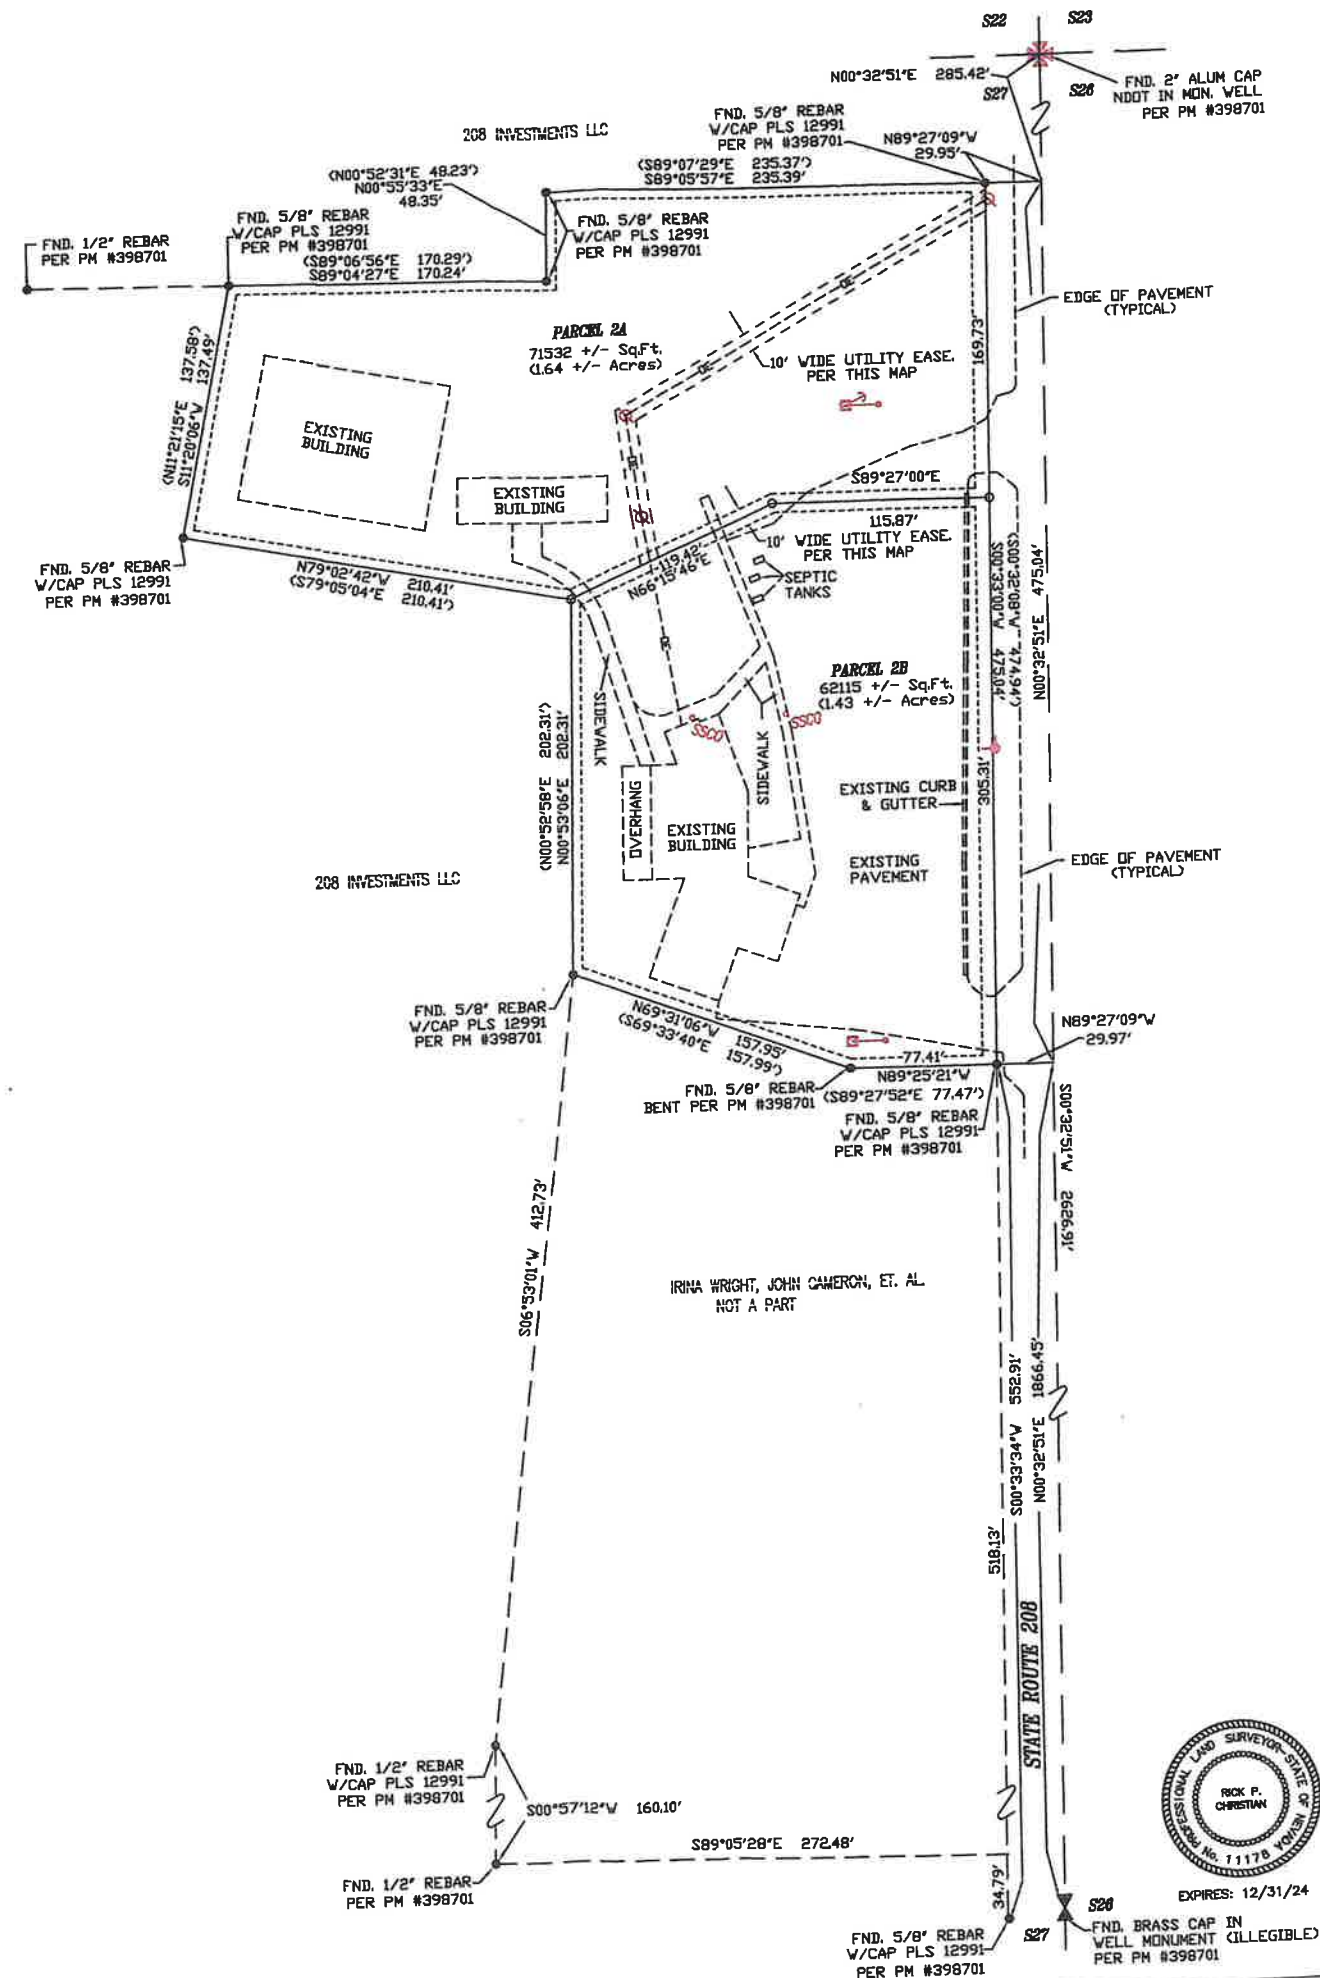 S22
S23
N00°32'51"E 285.42'
S27
S26
FND. 2" ALUM CAP
NDOT IN MON. WELL
PER PM #398701
FND. 5/8" REBAR
W/CAP PLS 12991
PER PM #398701
N89°27'09"W
29.95'
208 INVESTMENTS LLC
(S89°07'29"E 235.37')
S89°05'57"E 235.39'
(N00°52'31"E 48.23')
N00°55'33"E
48.35'
FND. 5/8" REBAR
W/CAP PLS 12991
PER PM #398701
FND. 5/8" REBAR
W/CAP PLS 12991
PER PM #398701
FND. 1/2" REBAR
PER PM #398701
(S89°06'56"E 170.29')
S89°04'27"E 170.24'
EDGE OF PAVEMENT
(TYPICAL)
PARCEL 2A
71532 +/- Sq.Ft.
(1.64 +/- Acres)
10' WIDE UTILITY EASE.
PER THIS MAP
169.73'
(N11°21'15"E 137.58')
S11°20'06"W 137.49'
EXISTING
BUILDING
EXISTING
BUILDING
S89°27'00"E
115.87'
10' WIDE UTILITY EASE.
PER THIS MAP
119.42'
N66°15'46"E
SEPTIC
TANKS
FND. 5/8" REBAR
W/CAP PLS 12991
PER PM #398701
N79°02'42"W 210.41'
(S79°05'04"E 210.41')
(S00°32'08"W 474.94')
S00°33'00"W 475.04'
N00°32'51"E 475.04'
PARCEL 2B
62115 +/- Sq.Ft.
(1.43 +/- Acres)
SIDEWALK
SSCO
SSCO
SIDEWALK
(N00°52'58"E 202.31')
N00°53'06"E 202.31'
OVERHANG
EXISTING
BUILDING
EXISTING CURB
& GUTTER
305.31'
EXISTING
PAVEMENT
EDGE OF PAVEMENT
(TYPICAL)
208 INVESTMENTS LLC
FND. 5/8" REBAR
W/CAP PLS 12991
PER PM #398701
N69°31'06"W 157.95'
(S69°33'40"E 157.99')
N89°27'09"W
29.97'
77.41'
N89°25'21"W
(S89°27'52"E 77.47')
FND. 5/8" REBAR
BENT PER PM #398701
FND. 5/8" REBAR
W/CAP PLS 12991
PER PM #398701
S00°32'51"W 2626.91'
S06°53'01"W 412.73'
IRINA WRIGHT, JOHN CAMERON, ET. AL.
NOT A PART
S00°33'34"W 552.91'
N00°32'51"E 1866.45'
518.13'
STATE ROUTE 208
FND. 1/2" REBAR
W/CAP PLS 12991
PER PM #398701
S00°57'12"W 160.10'
S89°05'28"E 272.48'
FND. 1/2" REBAR
PER PM #398701
34.79'
FND. 5/8" REBAR
W/CAP PLS 12991
PER PM #398701
S27
S26
FND. BRASS CAP IN
WELL MONUMENT (ILLEGIBLE)
PER PM #398701
PROFESSIONAL LAND SURVEYOR-STATE OF NEVADA
RICK P.
CHRISTIAN
No. 11178
EXPIRES: 12/31/24